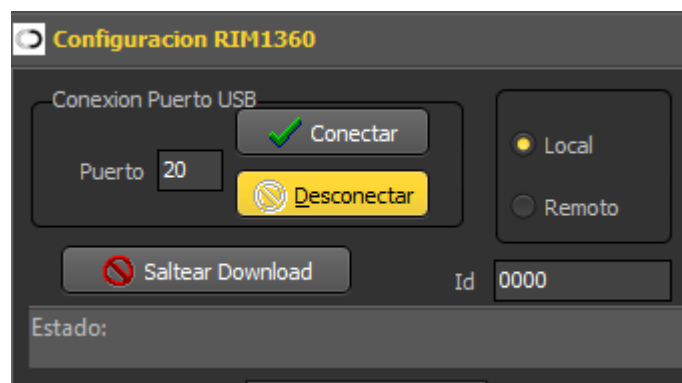 Configuracion RIM1360
Conexion Puerto USB
Conectar
Puerto 20
Desconectar
Local
Remoto
Saltear Download
Id 0000
Estado: